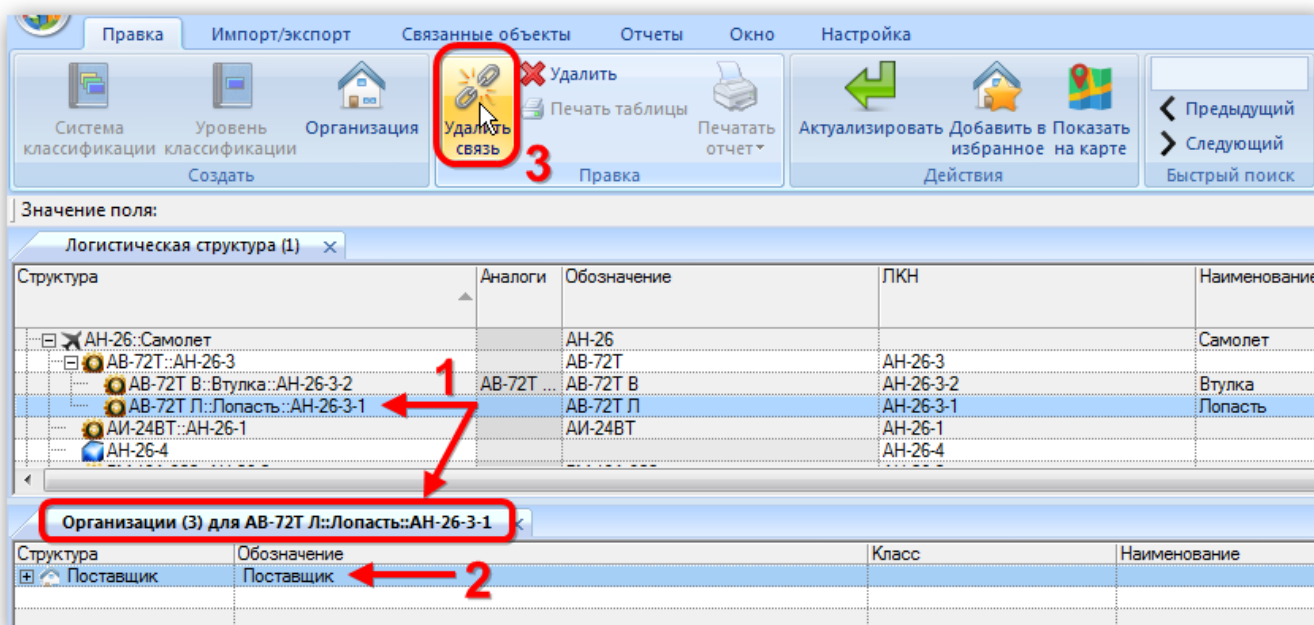 Правка Импорт/экспорт Связанные объекты Отчеты Окно Настройка
Система классификации
Уровень классификации
Организация
Создать
Удалить связь
Удалить
Печать таблицы
Печатать отчет
3
Правка
Актуализировать
Добавить в избранное
Показать на карте
Действия
Предыдущий
Следующий
Быстрый поиск
Значение поля:
Логистическая структура (1)
Структура Аналоги Обозначение ЛКН Наименование
АН-26::Самолет АН-26 Самолет
АВ-72Т::АН-26-3 АВ-72Т АН-26-3
1
АВ-72Т В::Втулка::АН-26-3-2 АВ-72Т ... АВ-72Т В АН-26-3-2 Втулка
АВ-72Т Л::Лопасть::АН-26-3-1 АВ-72Т Л АН-26-3-1 Лопасть
АИ-24ВТ::АН-26-1 АИ-24ВТ АН-26-1
АН-26-4 АН-26-4
Организации (3) для АВ-72Т Л::Лопасть::АН-26-3-1
Структура Обозначение Класс Наименование
Поставщик Поставщик
2